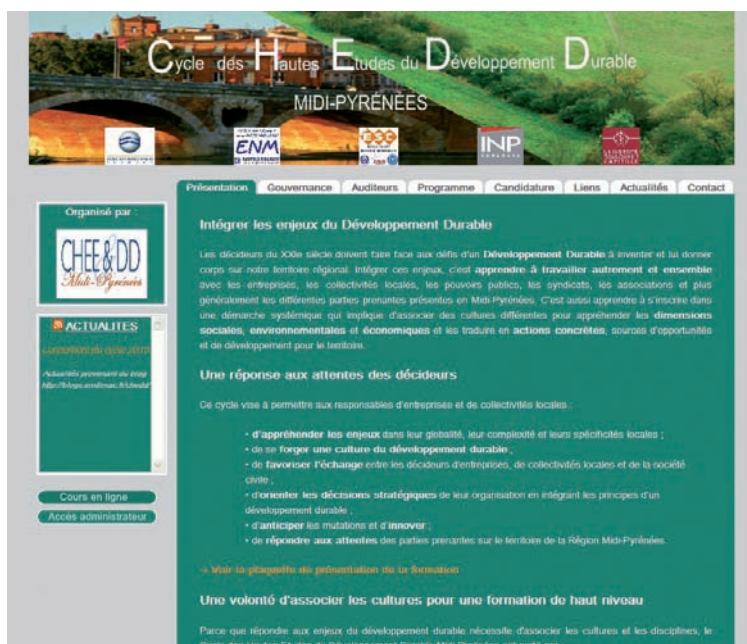 Cycle des Hautes Etudes du Développement Durable
MIDI-PYRÉNÉES
ENM
ESC
INP
Présentation Gouvernance Auditeurs Programme Candidature Liens Actualités Contact
Organisé par :
CHEE&DD
Midi-Pyrénées
ACTUALITES
Actualités provenant du blog
Cours en ligne
Accès administrateur
Intégrer les enjeux du Développement Durable
Les décideurs du XXIe siècle doivent faire face aux défis d'un Développement Durable à inventer et lui donner
corps sur notre territoire régional. Intégrer ces enjeux, c'est apprendre à travailler autrement et ensemble
avec les entreprises, les collectivités locales, les pouvoirs publics, les syndicats, les associations et plus
généralement les différentes parties prenantes présentes en Midi-Pyrénées. C'est aussi apprendre à s'inscrire dans
une démarche systémique qui implique d'associer des cultures différentes pour appréhender les dimensions
sociales, environnementales et économiques et les traduire en actions concrètes, sources d'opportunités
et de développement pour le territoire.
Une réponse aux attentes des décideurs
Ce cycle vise à permettre aux responsables d'entreprises et de collectivités locales :
• d'appréhender les enjeux dans leur globalité, leur complexité et leurs spécificités locales ;
• de se forger une culture du développement durable ;
• de favoriser l'échange entre les décideurs d'entreprises, de collectivités locales et de la société
civile ;
• d'orienter les décisions stratégiques de leur organisation en intégrant les principes d'un
développement durable ;
• d'anticiper les mutations et d'innover ;
• de répondre aux attentes des parties prenantes sur le territoire de la Région Midi-Pyrénées.
Voir la plaquette de présentation de la formation
Une volonté d'associer les cultures pour une formation de haut niveau
Parce que répondre aux enjeux du développement durable nécessite d'associer les cultures et les disciplines, le